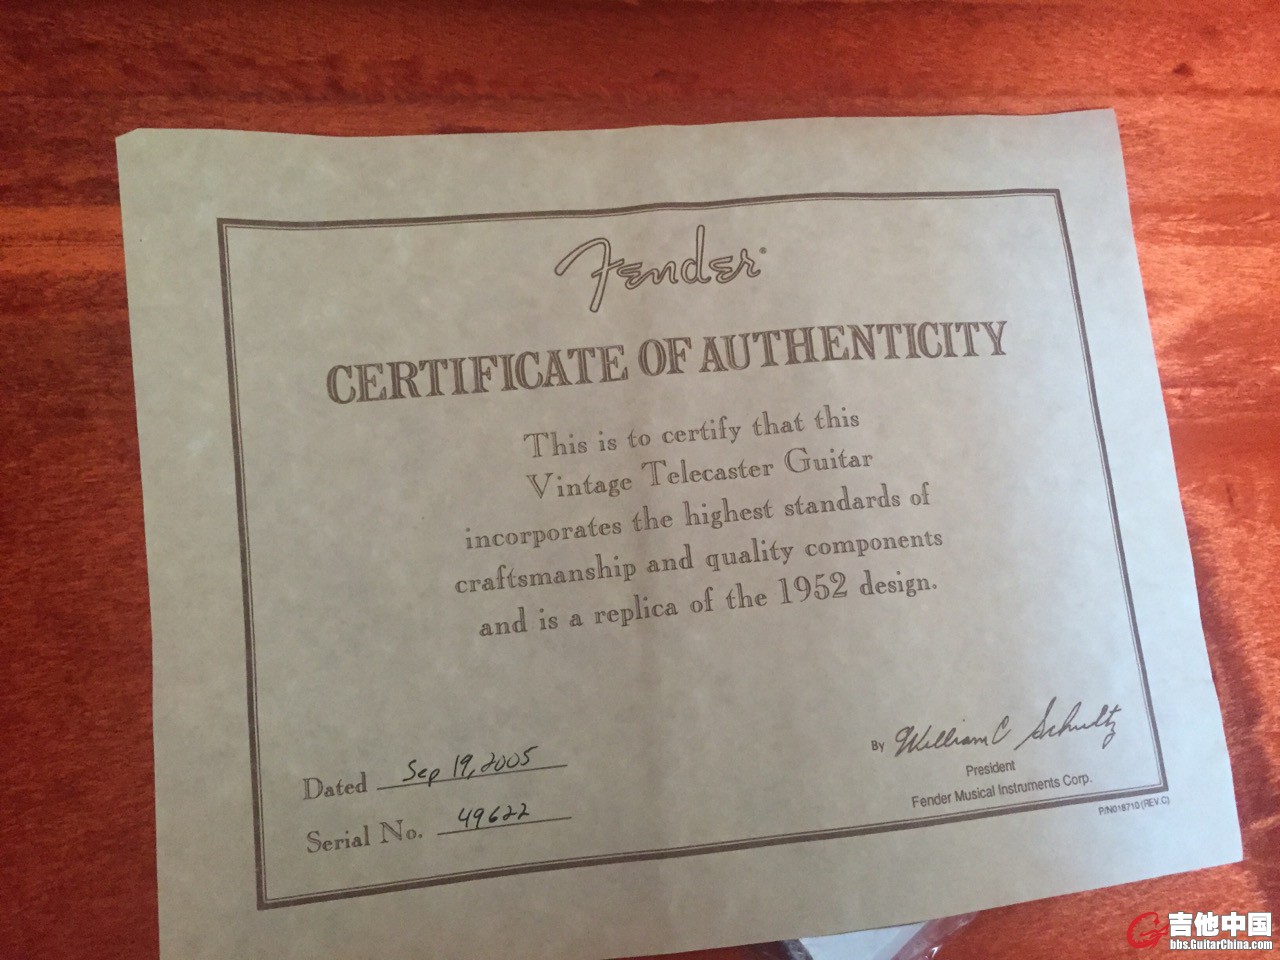 Fender®
CERTIFICATE OF AUTHENTICITY
This is to certify that this
Vintage Telecaster Guitar
incorporates the highest standards of
craftsmanship and quality components
and is a replica of the 1952 design.
Dated Sep 19, 2005
Serial No. 49622
By William C Schultz
President
Fender Musical Instruments Corp.
P/N016710 (REV.C)
吉他中国
bbs.GuitarChina.com